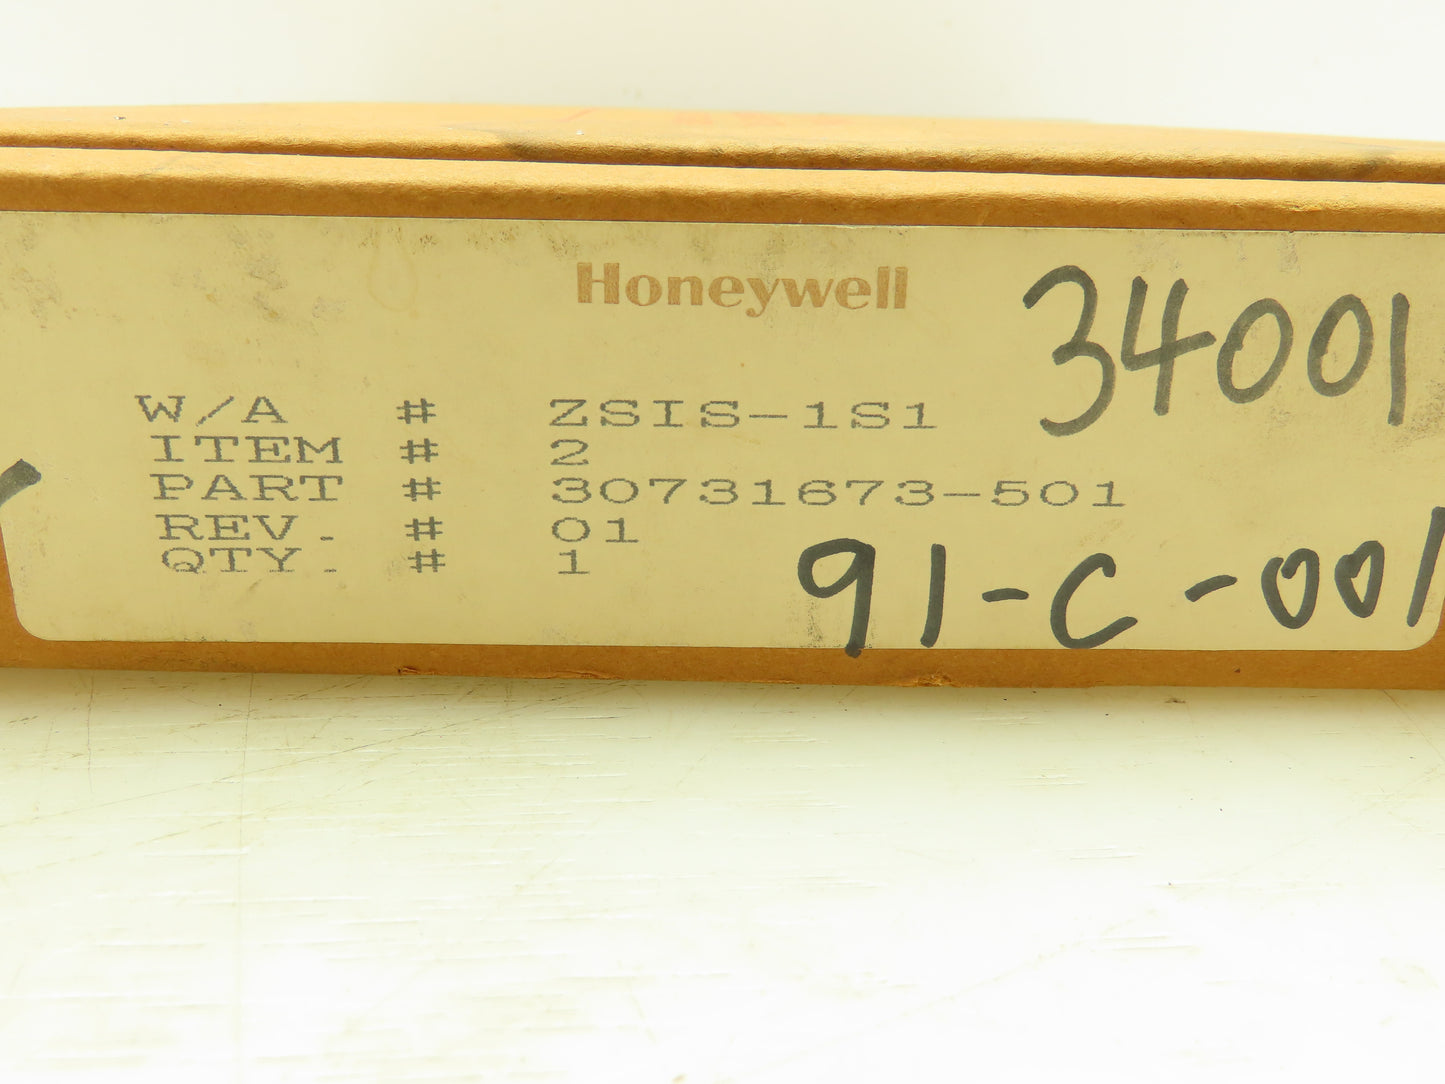 Honeywell
34001
W/A # ZSIS-1S1
ITEM # 2
PART # 30731673-501
REV. # 01
QTY. # 1
91-C-001